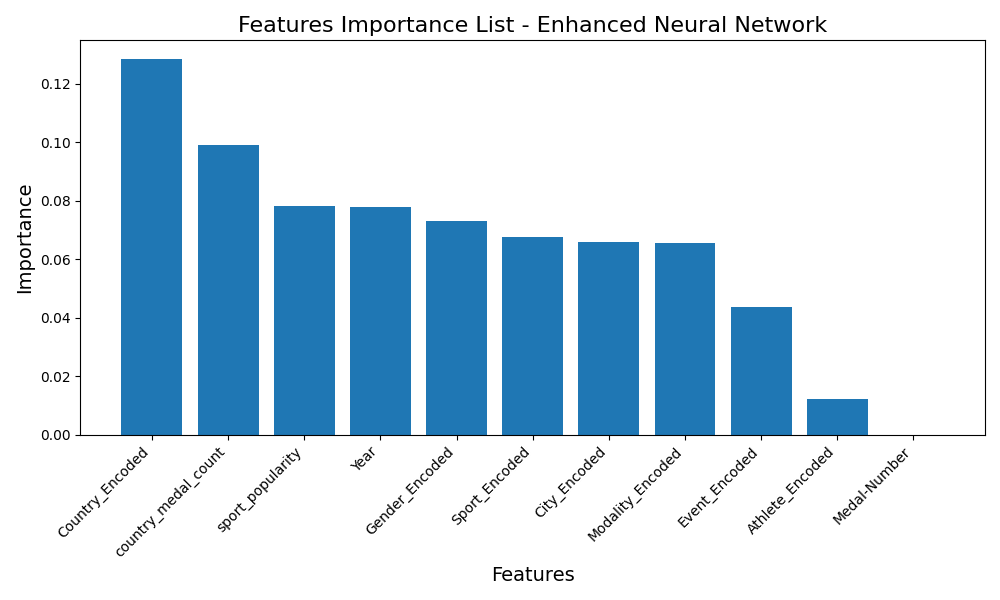 Features Importance List - Enhanced Neural Network
Importance
0.12
0.10
0.08
0.06
0.04
0.02
0.00
Country_Encoded
country_medal_count
sport_popularity
Year
Gender_Encoded
Sport_Encoded
City_Encoded
Modality_Encoded
Event_Encoded
Athlete_Encoded
Medal-Number
Features